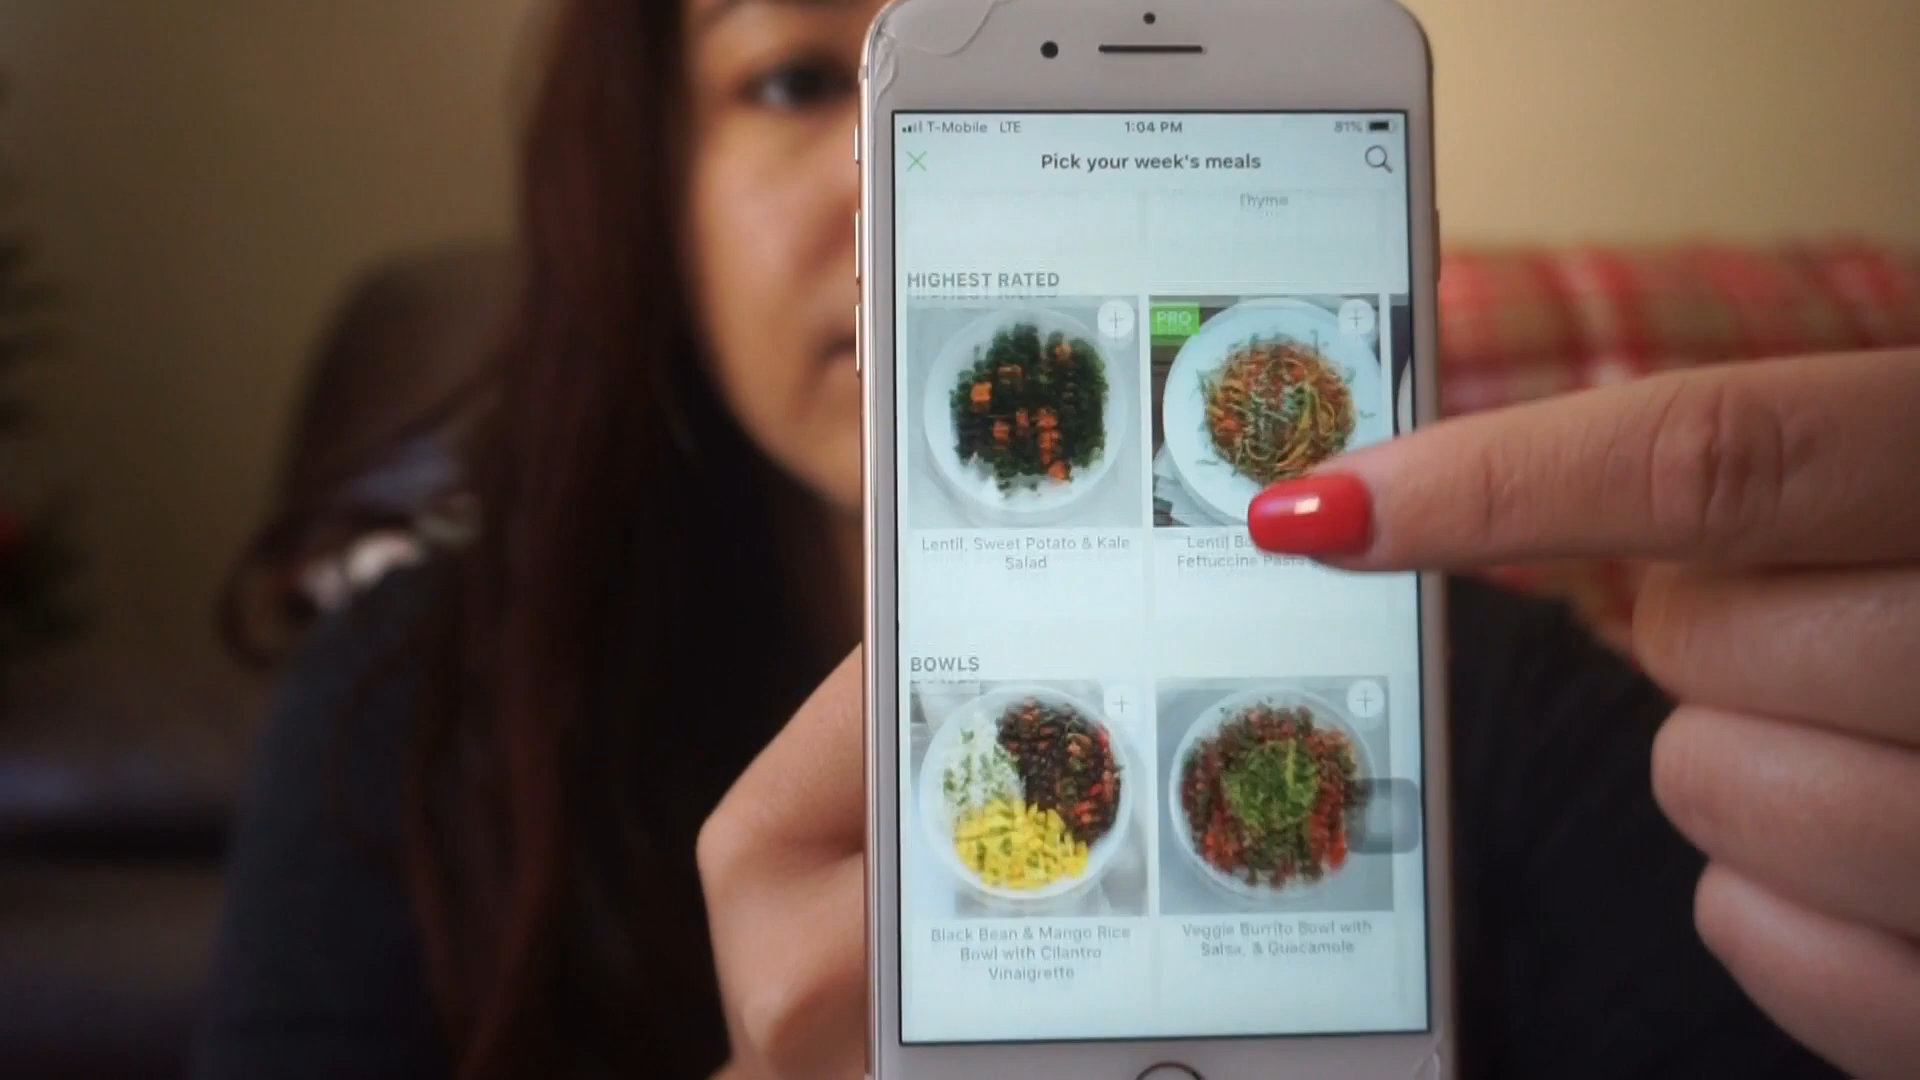 T-Mobile LTE 1:04 PM 81%
Pick your week's meals
Thyme
HIGHEST RATED
PRO
Lentil, Sweet Potato & Kale
Salad
Lentil
Fettuccine Pasta
BOWLS
Black Bean & Mango Rice
Bowl with Cilantro
Vinaigrette
Veggie Burrito Bowl with
Salsa, & Guacamole